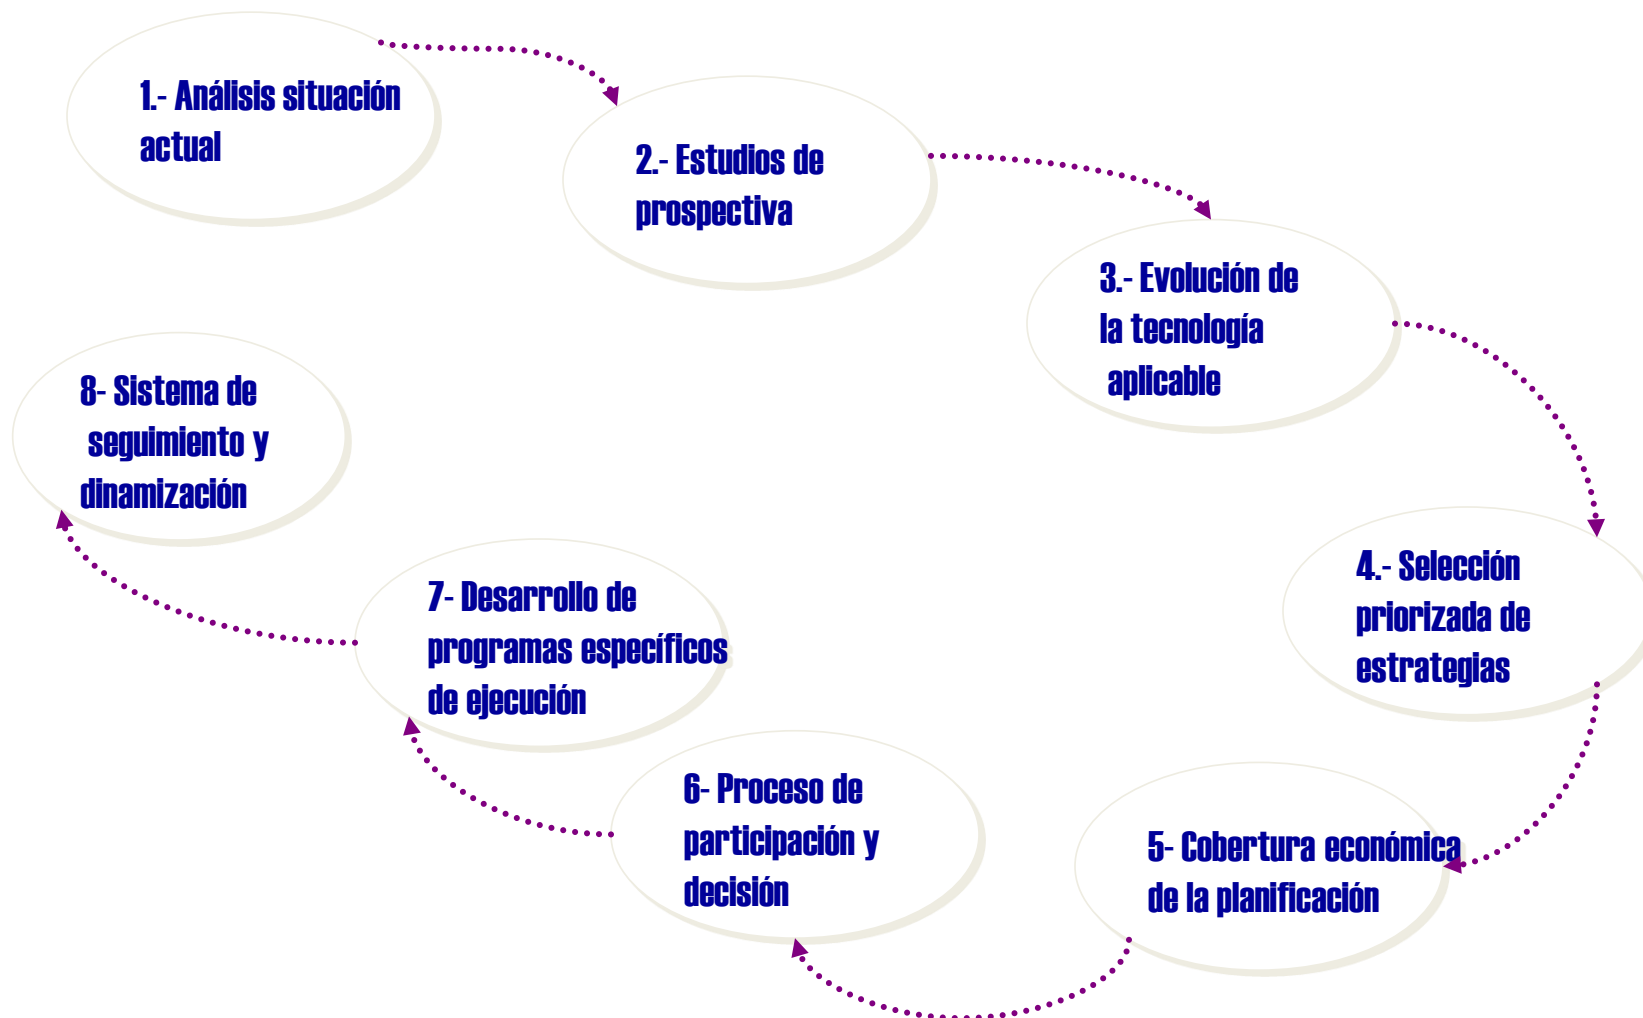 1.- Análisis situación
actual
2.- Estudios de
prospectiva
3.- Evolución de
la tecnología
aplicable
4.- Selección
priorizada de
estrategias
5- Cobertura económica
de la planificación
6- Proceso de
participación y
decisión
7- Desarrollo de
programas específicos
de ejecución
8- Sistema de
seguimiento y
dinamización